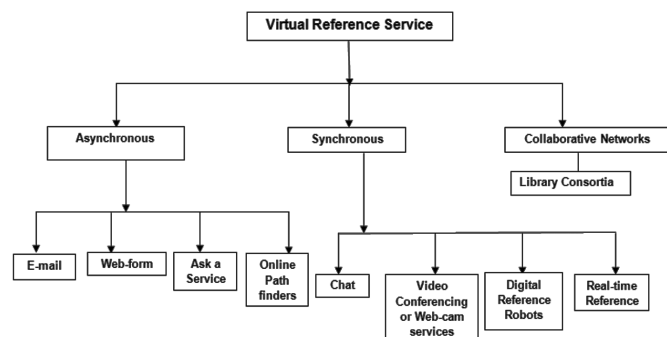 Virtual Reference Service
Asynchronous
Synchronous
Collaborative Networks
Library Consortia
E-mail
Web-form
Ask a
Service
Online
Path
finders
Chat
Video
Conferencing
or Web-cam
services
Digital
Reference
Robots
Real-time
Reference